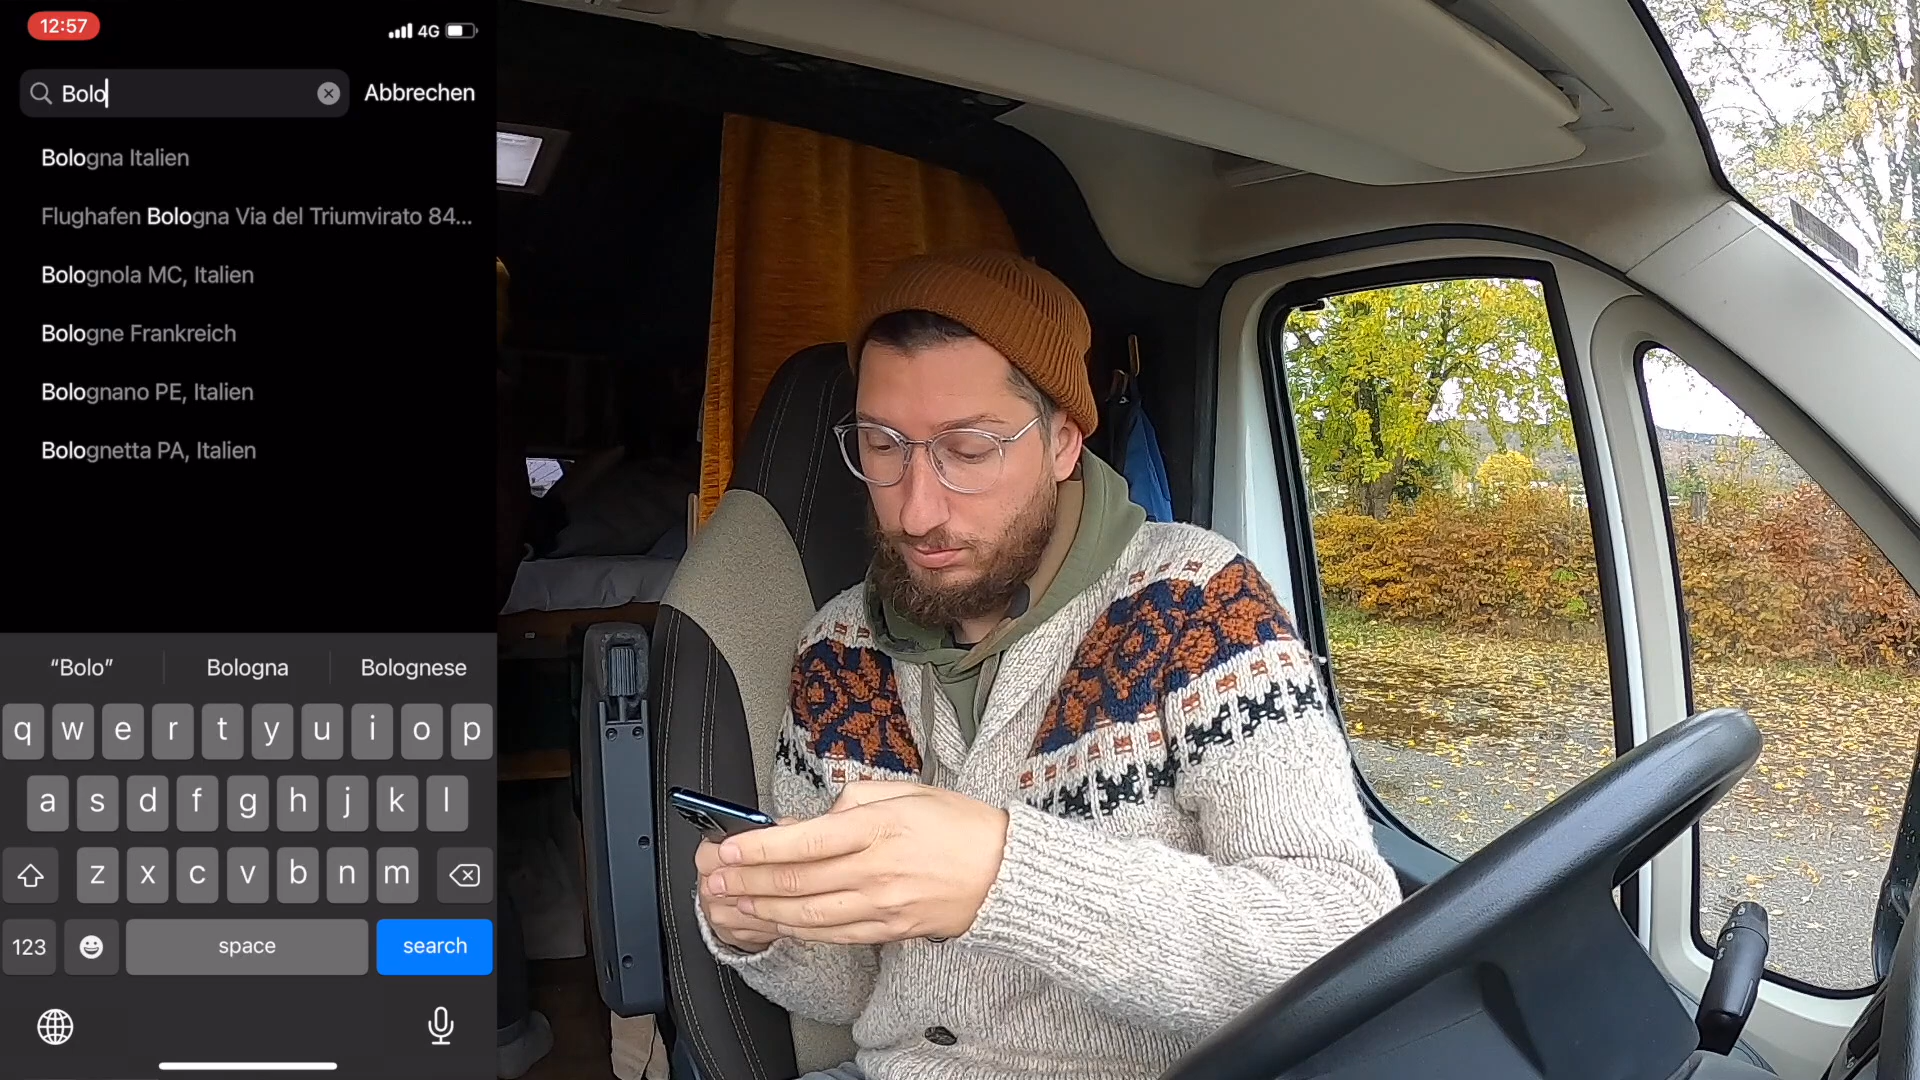 12:57
4G
Bolo
Abbrechen
Bologna Italien
Flughafen Bologna Via del Triumvirato 84...
Bolognola MC, Italien
Bologne Frankreich
Bolognano PE, Italien
Bolognetta PA, Italien
“Bolo” Bologna Bolognese
q w e r t y u i o p
a s d f g h j k l
z x c v b n m
123 space search